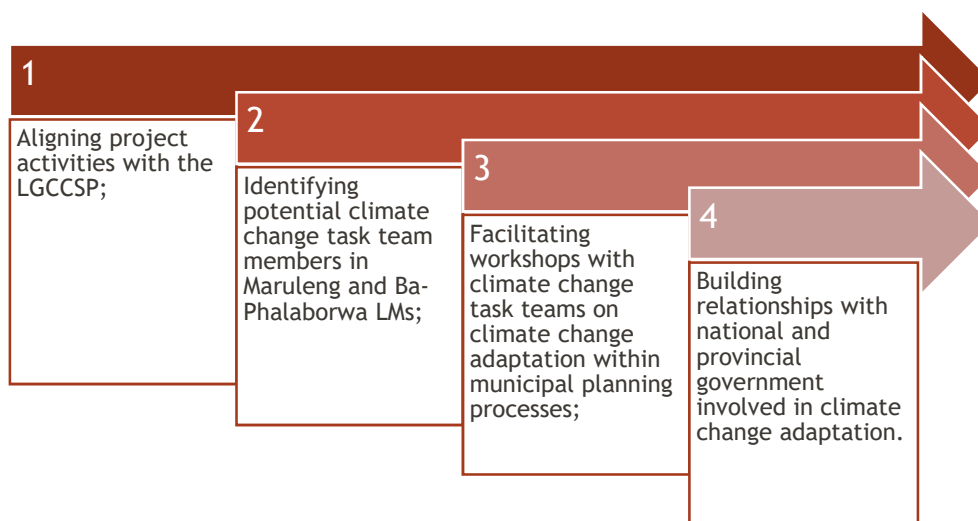 1
Aligning project
activities with the
LGCCSP;
2
Identifying
potential climate
change task team
members in
Maruleng and Ba-
Phalaborwa LMs;
3
Facilitating
workshops with
climate change
task teams on
climate change
adaptation within
municipal planning
processes;
4
Building
relationships with
national and
provincial
government
involved in climate
change adaptation.